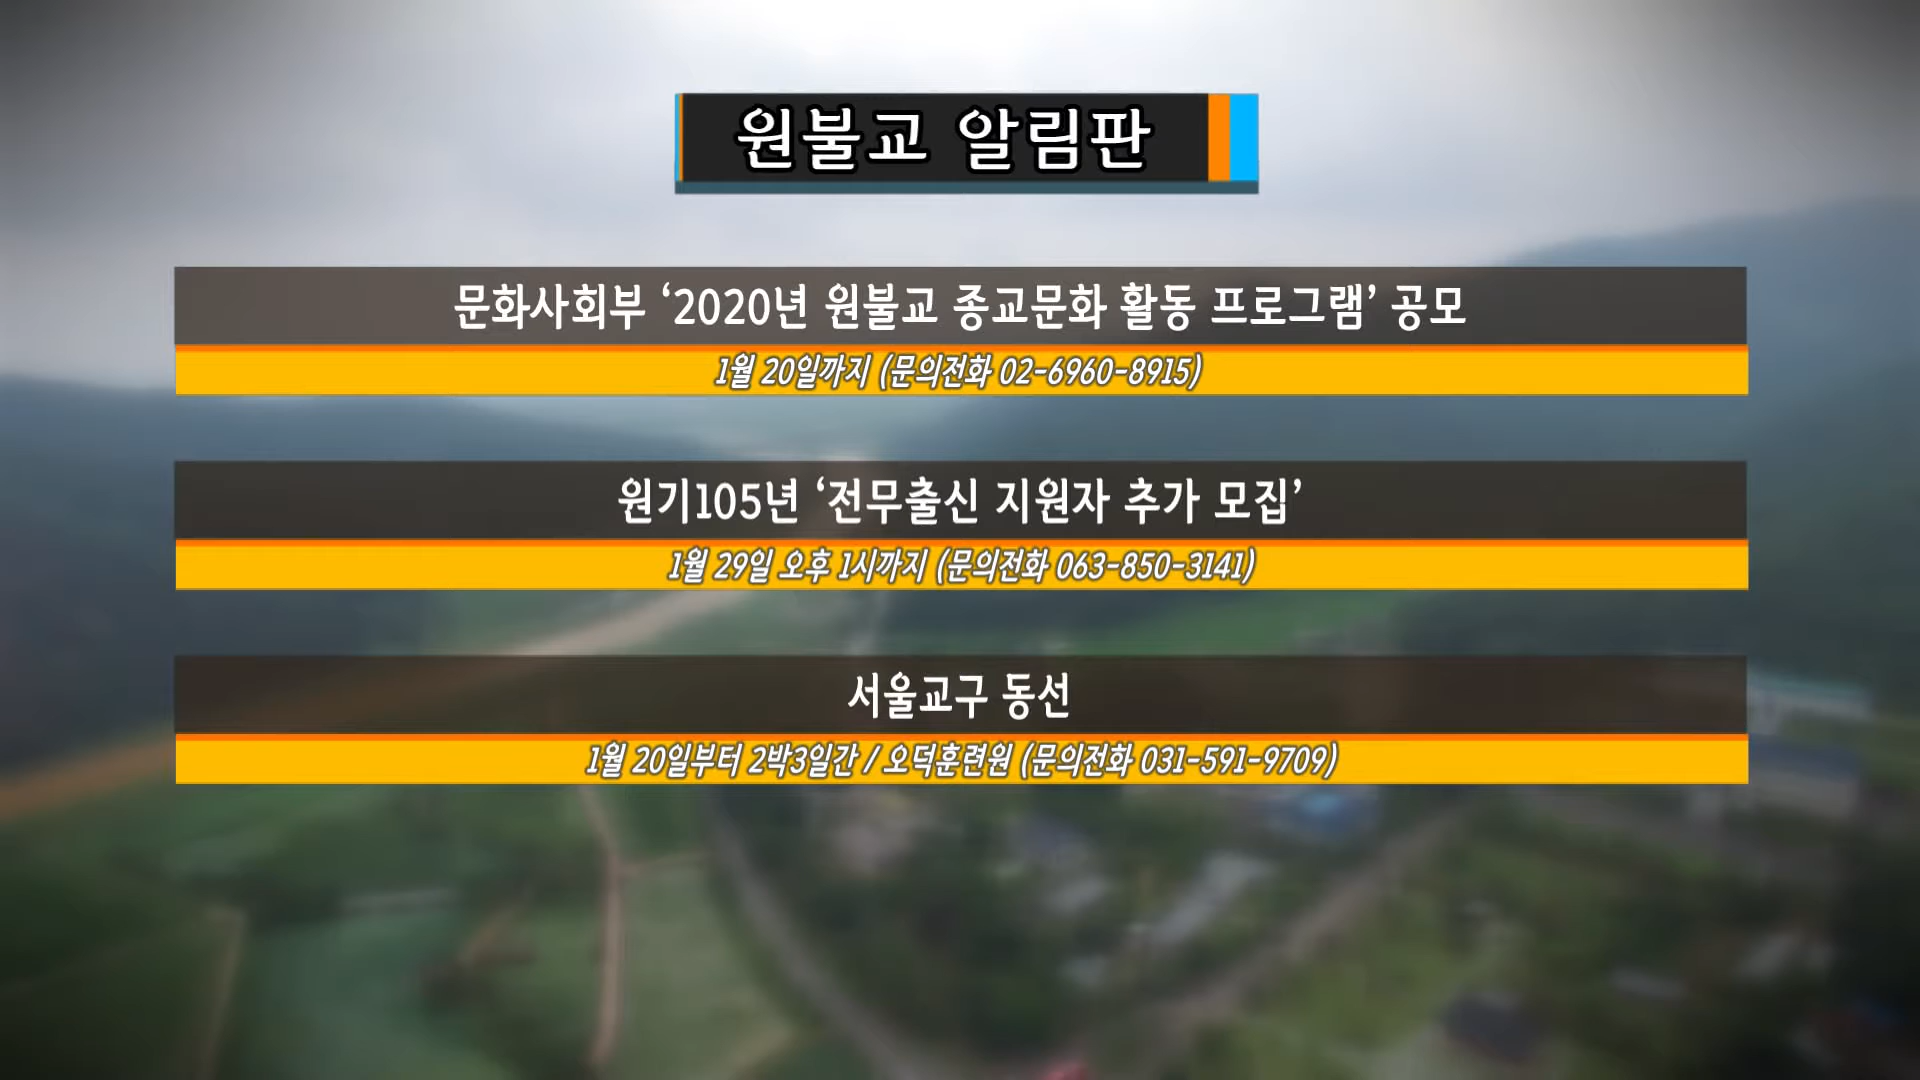 원불교 알림판
문화사회부 ‘2020년 원불교 종교문화 활동 프로그램’ 공모
1월 20일까지 (문의전화 02-6960-8915)
원기105년 ‘전무출신 지원자 추가 모집’
1월 29일 오후 1시까지 (문의전화 063-850-3141)
서울교구 동선
1월 20일부터 2박3일간 / 오덕훈련원 (문의전화 031-591-9709)